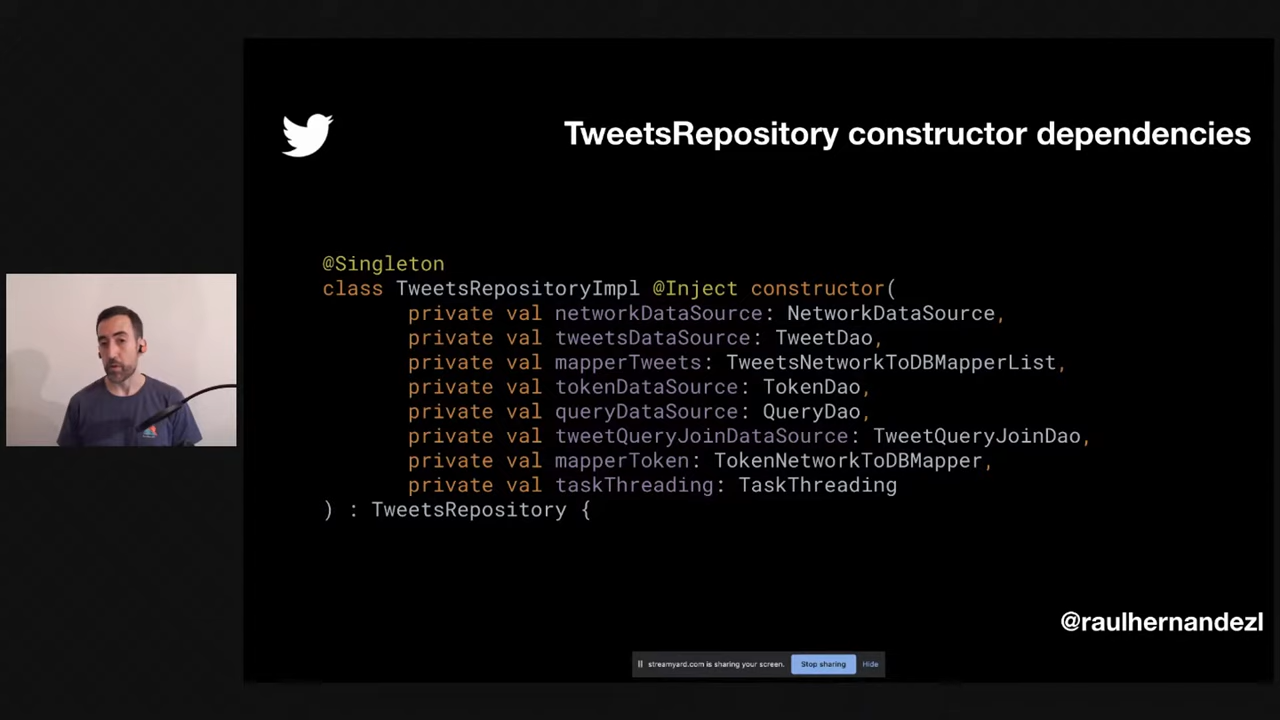 TweetsRepository constructor dependencies
@Singleton
class TweetsRepositoryImpl @Inject constructor(
private val networkDataSource: NetworkDataSource,
private val tweetsDataSource: TweetDao,
private val mapperTweets: TweetsNetworkToDBMapperList,
private val tokenDataSource: TokenDao,
private val queryDataSource: QueryDao,
private val tweetQueryJoinDataSource: TweetQueryJoinDao,
private val mapperToken: TokenNetworkToDBMapper,
private val taskThreading: TaskThreading
) : TweetsRepository {
@raulhernandezl
streamyard.com is sharing your screen. Stop sharing Hide